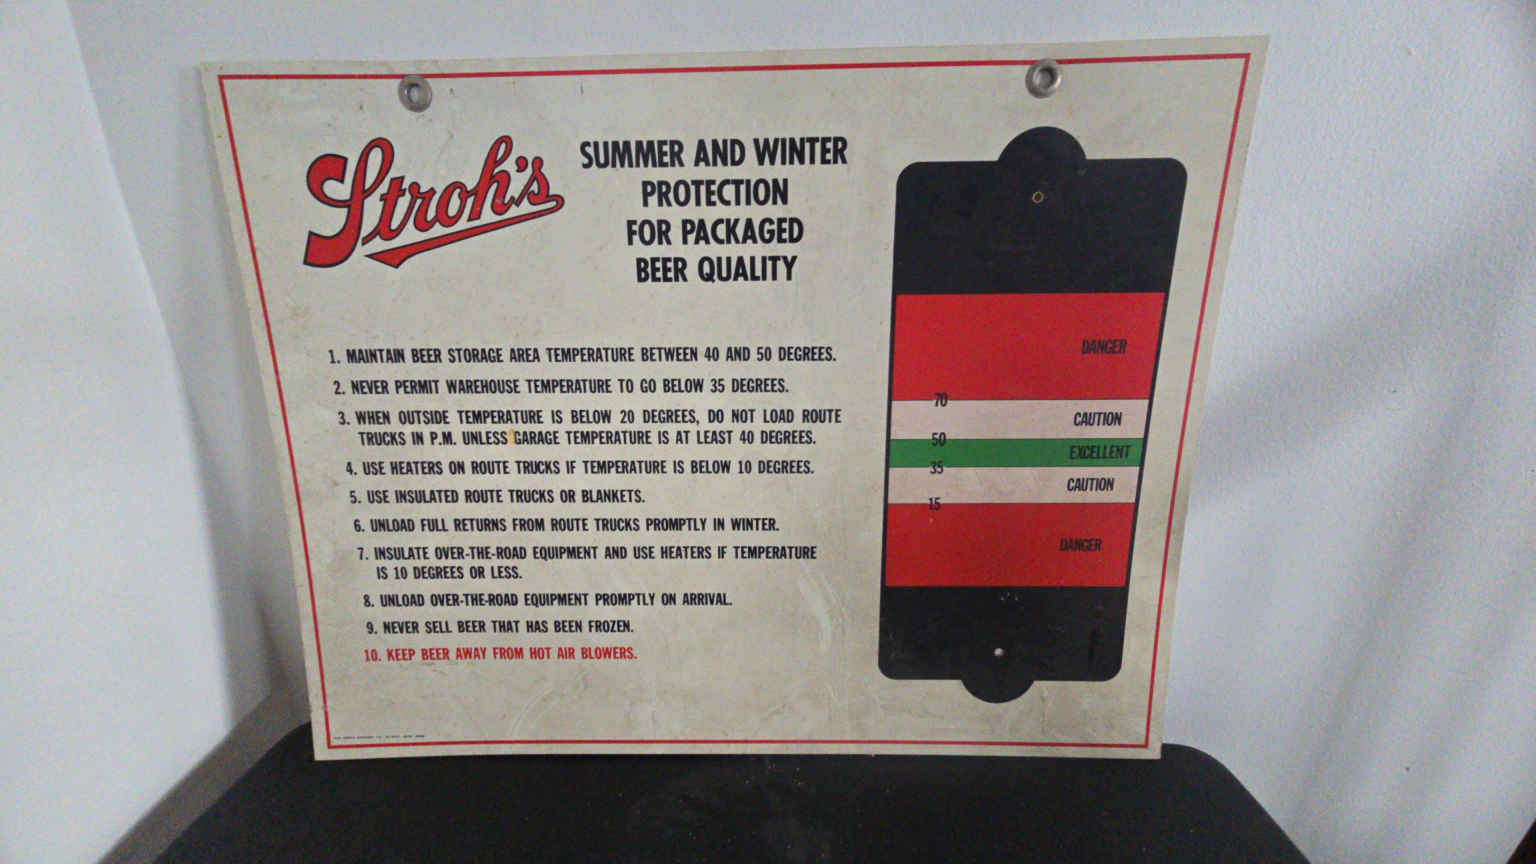 Stroh's
SUMMER AND WINTER
PROTECTION
FOR PACKAGED
BEER QUALITY
1. MAINTAIN BEER STORAGE AREA TEMPERATURE BETWEEN 40 AND 50 DEGREES.
2. NEVER PERMIT WAREHOUSE TEMPERATURE TO GO BELOW 35 DEGREES.
3. WHEN OUTSIDE TEMPERATURE IS BELOW 20 DEGREES, DO NOT LOAD ROUTE
TRUCKS IN P.M. UNLESS GARAGE TEMPERATURE IS AT LEAST 40 DEGREES.
4. USE HEATERS ON ROUTE TRUCKS IF TEMPERATURE IS BELOW 10 DEGREES.
5. USE INSULATED ROUTE TRUCKS OR BLANKETS.
6. UNLOAD FULL RETURNS FROM ROUTE TRUCKS PROMPTLY IN WINTER.
7. INSULATE OVER-THE-ROAD EQUIPMENT AND USE HEATERS IF TEMPERATURE
IS 10 DEGREES OR LESS.
8. UNLOAD OVER-THE-ROAD EQUIPMENT PROMPTLY ON ARRIVAL.
9. NEVER SELL BEER THAT HAS BEEN FROZEN.
10. KEEP BEER AWAY FROM HOT AIR BLOWERS.
DANGER
70
CAUTION
50
EXCELLENT
35
CAUTION
15
DANGER